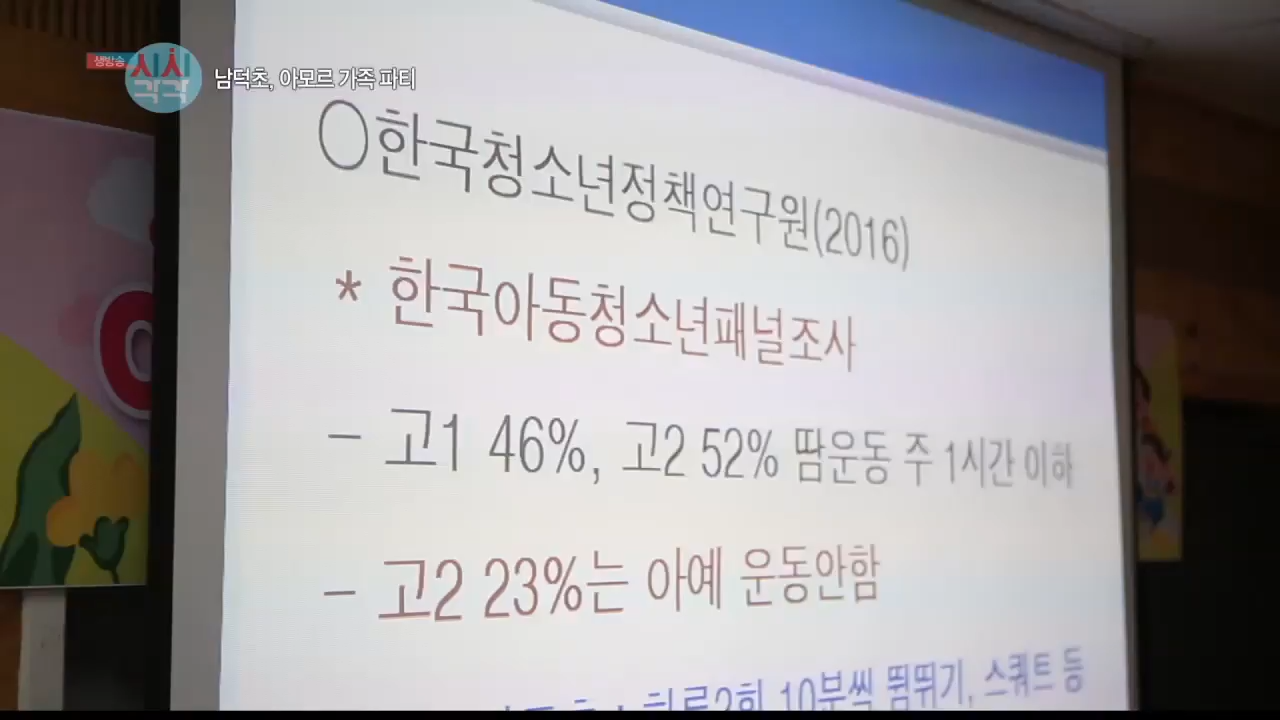 생방송 시시각각
남덕초, 아모르 가족 파티
○한국청소년정책연구원(2016)
* 한국아동청소년패널조사
- 고1 46%, 고2 52% 땀운동 주 1시간 이하
- 고2 23%는 아예 운동안함
하루2회 10분씩 뜀뛰기, 스쿼트 등